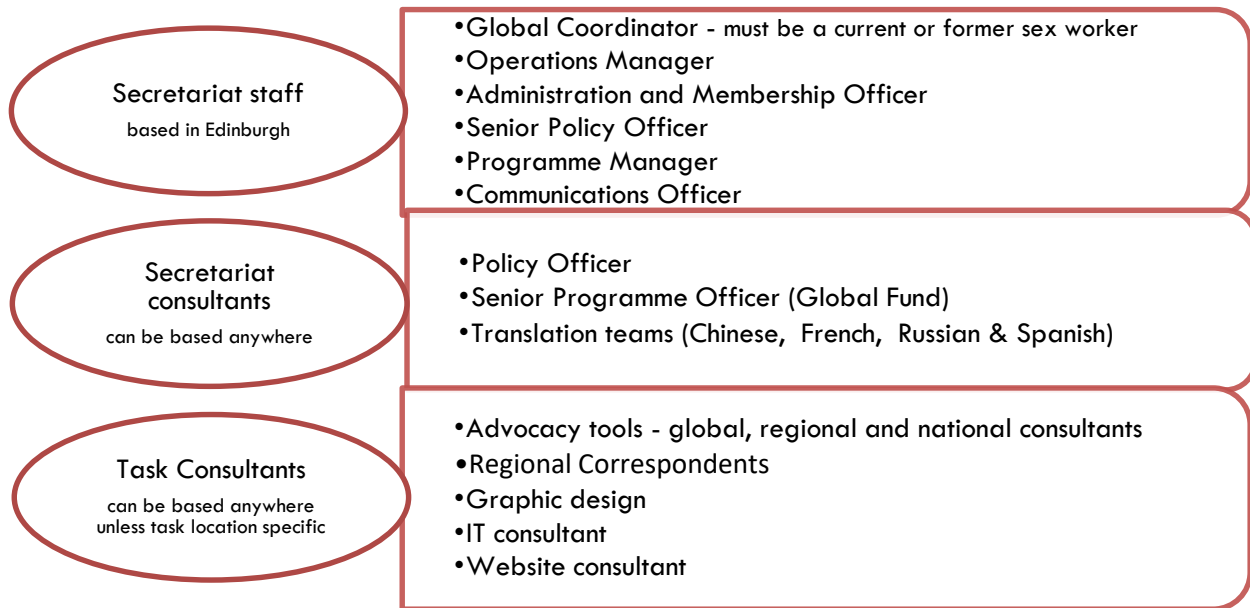 Secretariat staff
based in Edinburgh
•Global Coordinator - must be a current or former sex worker
•Operations Manager
•Administration and Membership Officer
•Senior Policy Officer
•Programme Manager
•Communications Officer
Secretariat
consultants
can be based anywhere
•Policy Officer
•Senior Programme Officer (Global Fund)
•Translation teams (Chinese, French, Russian & Spanish)
Task Consultants
can be based anywhere
unless task location specific
•Advocacy tools - global, regional and national consultants
•Regional Correspondents
•Graphic design
•IT consultant
•Website consultant